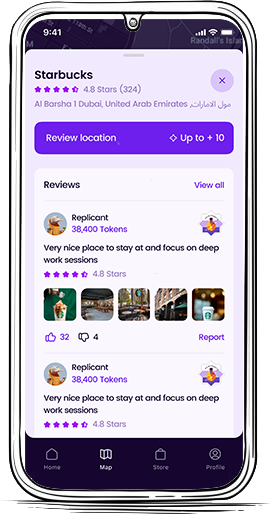 9:41
Randall's Isla
M
Starbucks
4.8 Stars (324)
Al Barsha 1 Dubai, United Arab Emirates مول الامارات,
Review location
Up to + 10
Reviews
View all
Replicant
38,400 Tokens
Very nice place to stay at and focus on deep
work sessions
4.8 Stars
32
4
Report
Replicant
38,400 Tokens
Very nice place to stay at and focus on deep
work sessions
4.8 Stars
Home
Map
Store
Profile